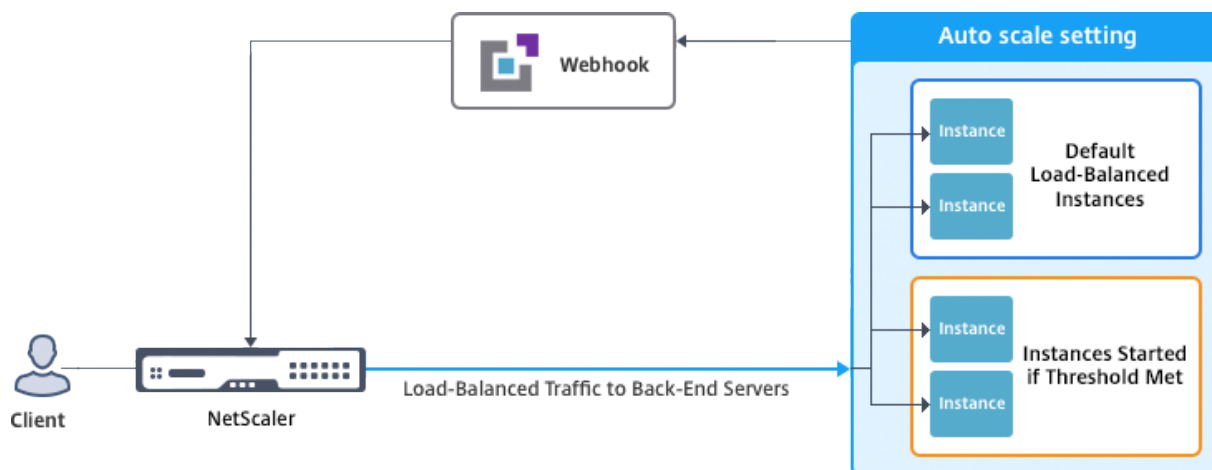 Auto scale setting
Webhook
Instance
Instance
Default
Load-Balanced
Instances
Instance
Instance
Instances Started
if Threshold Met
Load-Balanced Traffic to Back-End Servers
Client
NetScaler